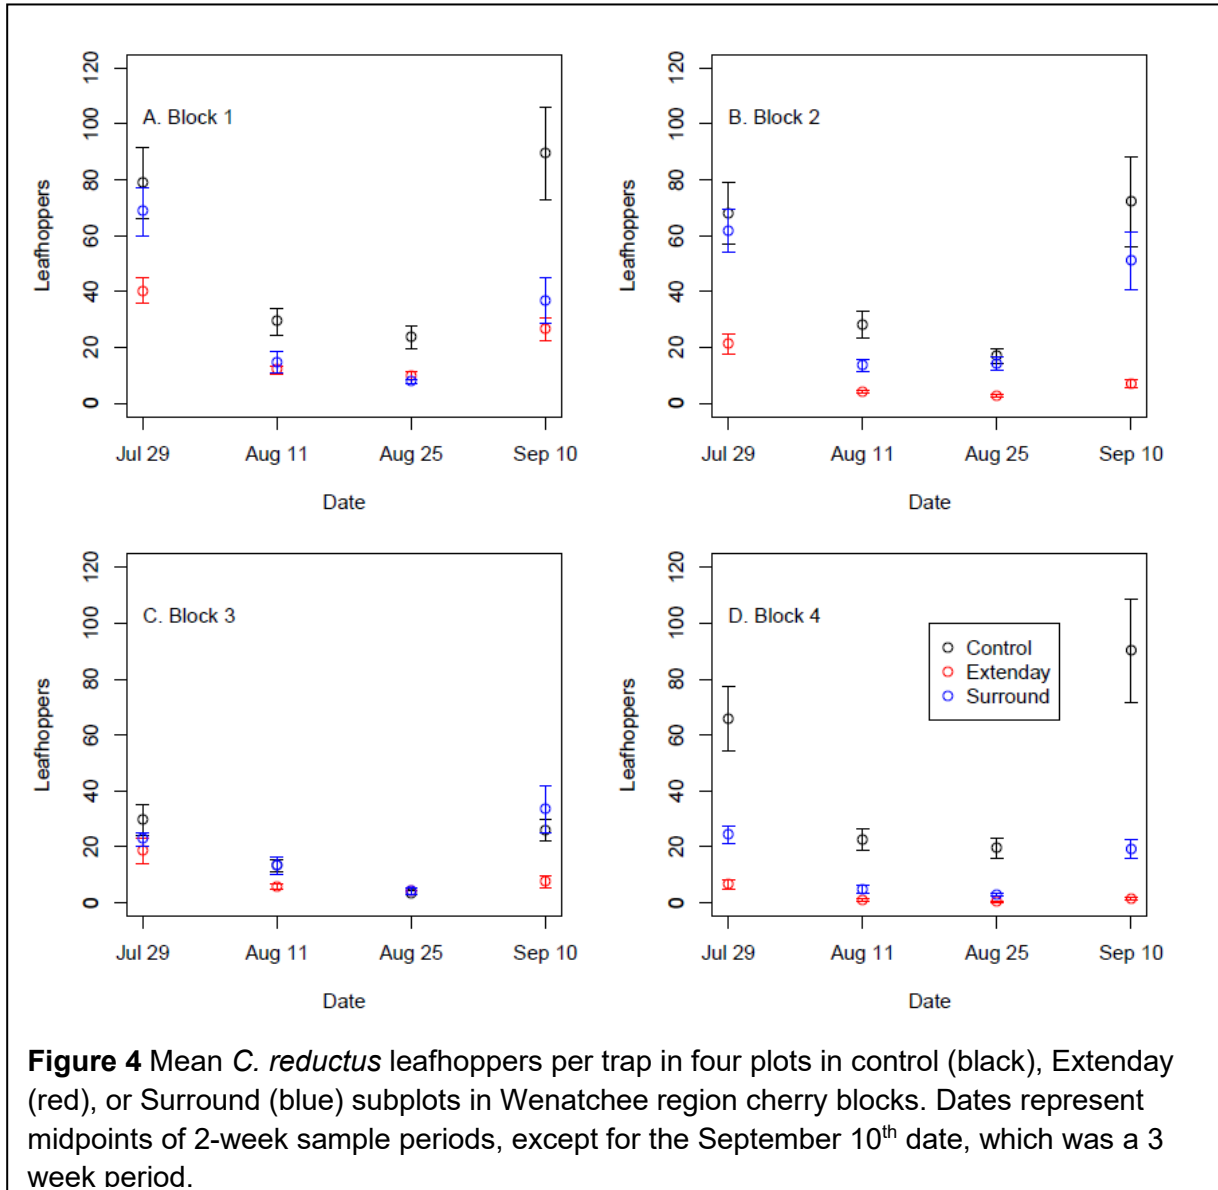 A. Block 1
Leafhoppers
0 20 40 60 80 100 120
Jul 29 Aug 11 Aug 25 Sep 10
Date
B. Block 2
Leafhoppers
0 20 40 60 80 100 120
Jul 29 Aug 11 Aug 25 Sep 10
Date
C. Block 3
Leafhoppers
0 20 40 60 80 100 120
Jul 29 Aug 11 Aug 25 Sep 10
Date
D. Block 4
Control
Extenday
Surround
Leafhoppers
0 20 40 60 80 100 120
Jul 29 Aug 11 Aug 25 Sep 10
Date
Figure 4 Mean C. reductus leafhoppers per trap in four plots in control (black), Extenday
(red), or Surround (blue) subplots in Wenatchee region cherry blocks. Dates represent
midpoints of 2-week sample periods, except for the September 10th date, which was a 3
week period.